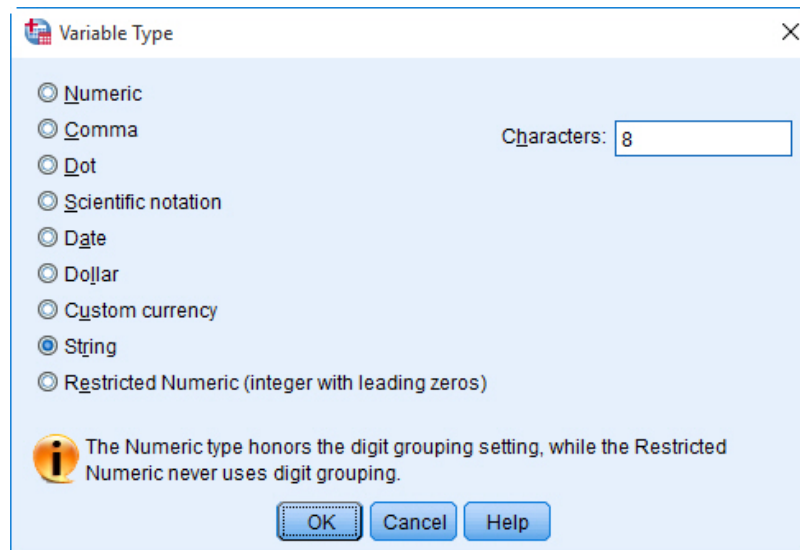 Variable Type
Numeric
Comma
Characters: 8
Dot
Scientific notation
Date
Dollar
Custom currency
String
Restricted Numeric (integer with leading zeros)
The Numeric type honors the digit grouping setting, while the Restricted
Numeric never uses digit grouping.
OK Cancel Help